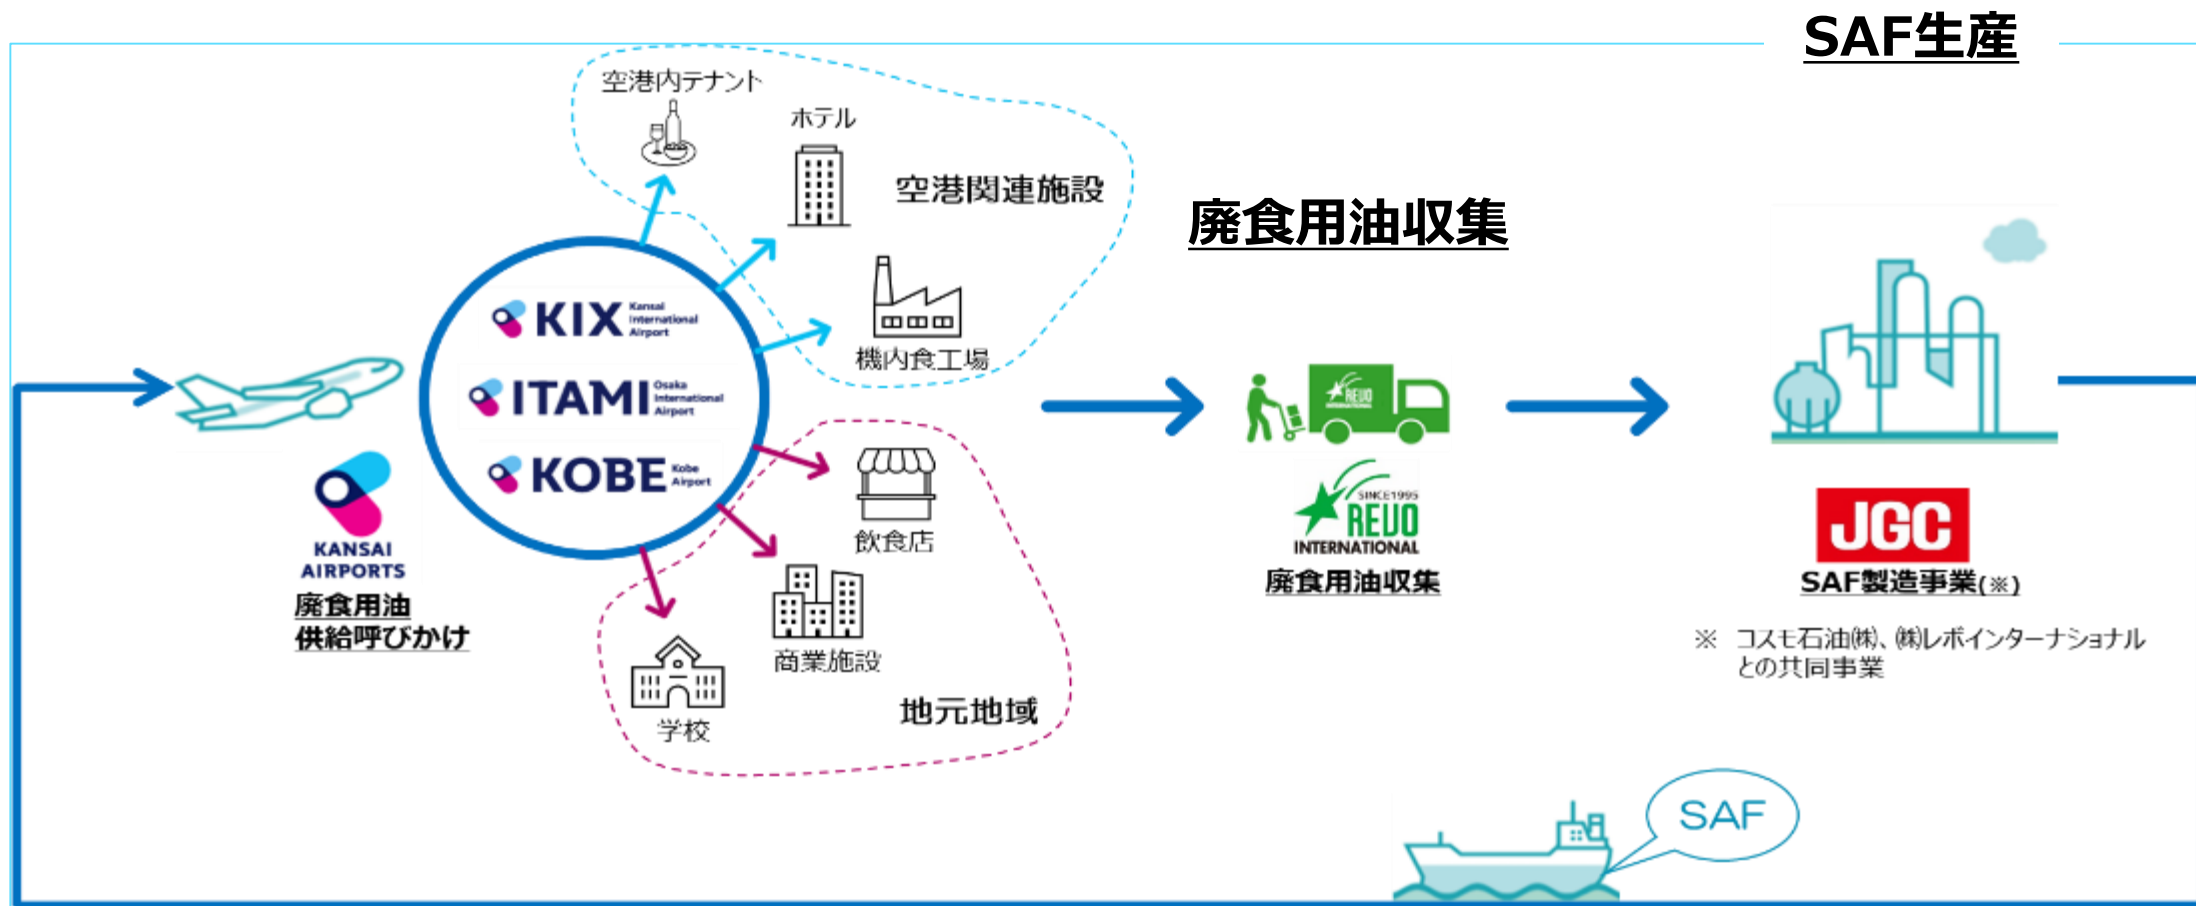 SAF生産
空港内テナント
ホテル
空港関連施設
機内食工場
廃食用油収集
KIX Kansai International Airport
ITAMI Osaka International Airport
KOBE Kobe Airport
KANSAI
AIRPORTS
廃食用油
供給呼びかけ
飲食店
商業施設
学校
地元地域
REVO
INTERNATIONAL
SINCE1995
REVO
INTERNATIONAL
廃食用油収集
JGC
SAF製造事業(※)
※ コスモ石油㈱、㈱レボインターナショナル
との共同事業
SAF